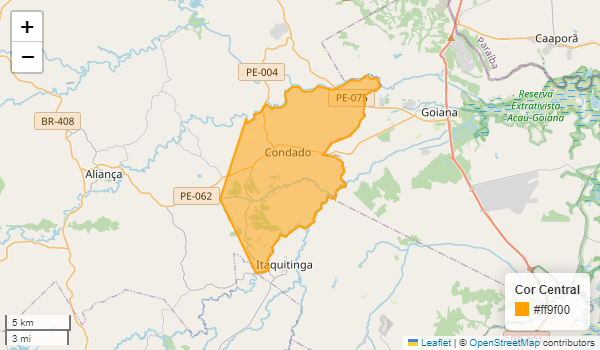 +
−
Caaporã
Paraíba
PE-004
PE-075
Reserva
Extrativista
Acaú-Goiana
Goiana
BR-408
Condado
Aliança
PE-062
Itaquitinga
Cor Central
#ff9f00
5 km
3 mi
Leaflet | © OpenStreetMap contributors